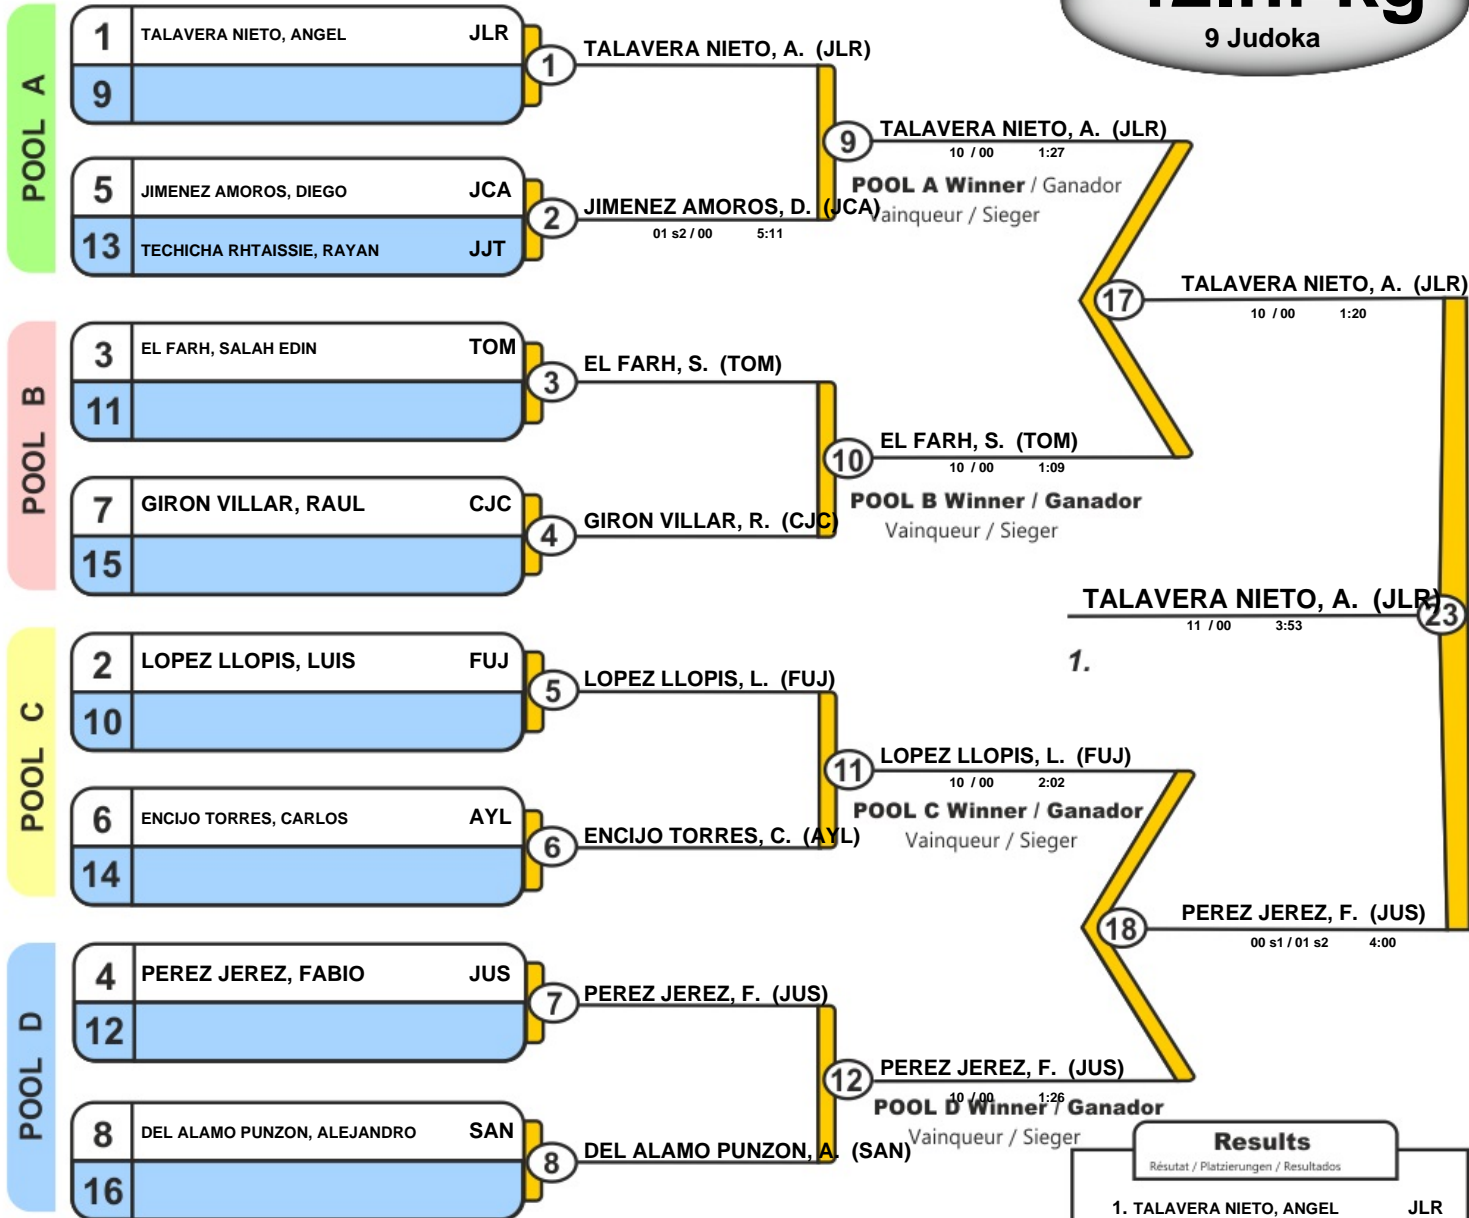 9 Judoka
POOL A
1 TALAVERA NIETO, ANGEL JLR
9
1
TALAVERA NIETO, A. (JLR)
5 JIMENEZ AMOROS, DIEGO JCA
13 TECHICHA RHTAISSIE, RAYAN JJT
2
JIMENEZ AMOROS, D. (JCA)
01 s2 / 00 5:11
9
TALAVERA NIETO, A. (JLR)
10 / 00 1:27
POOL A Winner / Ganador
Vainqueur / Sieger
POOL B
3 EL FARH, SALAH EDIN TOM
11
3
EL FARH, S. (TOM)
7 GIRON VILLAR, RAUL CJC
15
4
GIRON VILLAR, R. (CJC)
10
EL FARH, S. (TOM)
10 / 00 1:09
POOL B Winner / Ganador
Vainqueur / Sieger
17
TALAVERA NIETO, A. (JLR)
10 / 00 1:20
TALAVERA NIETO, A. (JLR)
23
11 / 00 3:53
1.
POOL C
2 LOPEZ LLOPIS, LUIS FUJ
10
5
LOPEZ LLOPIS, L. (FUJ)
6 ENCIJO TORRES, CARLOS AYL
14
6
ENCIJO TORRES, C. (AYL)
11
LOPEZ LLOPIS, L. (FUJ)
10 / 00 2:02
POOL C Winner / Ganador
Vainqueur / Sieger
POOL D
4 PEREZ JEREZ, FABIO JUS
12
7
PEREZ JEREZ, F. (JUS)
8 DEL ALAMO PUNZON, ALEJANDRO SAN
16
8
DEL ALAMO PUNZON, A. (SAN)
12
PEREZ JEREZ, F. (JUS)
10 / 00 1:26
POOL D Winner / Ganador
Vainqueur / Sieger
18
PEREZ JEREZ, F. (JUS)
00 s1 / 01 s2 4:00
Results
Résutat / Platzierungen / Resultados
1. TALAVERA NIETO, ANGEL JLR